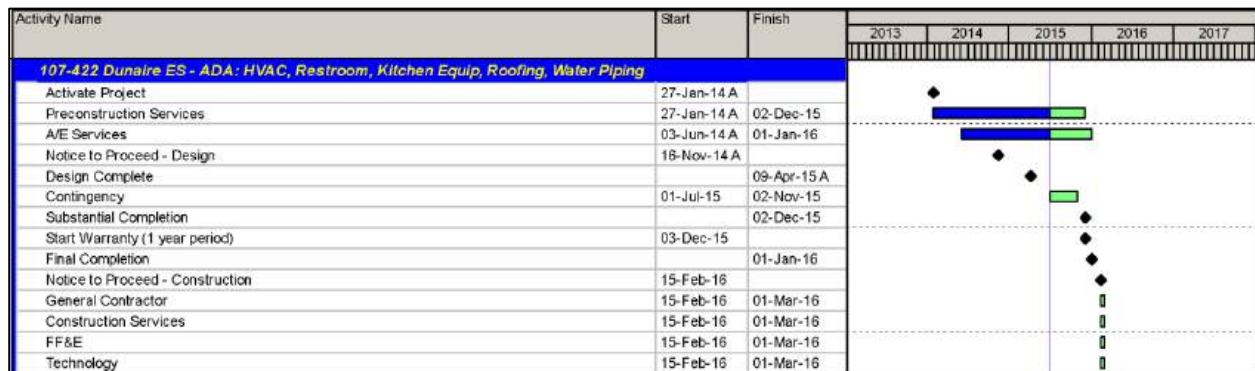 Activity Name Start Finish
2013 2014 2015 2016 2017
107-422 Dunaire ES - ADA: HVAC, Restroom, Kitchen Equip, Roofing, Water Piping
Activate Project 27-Jan-14 A
Preconstruction Services 27-Jan-14 A 02-Dec-15
A/E Services 03-Jun-14 A 01-Jan-16
Notice to Proceed - Design 16-Nov-14 A
Design Complete 09-Apr-15 A
Contingency 01-Jul-15 02-Nov-15
Substantial Completion 02-Dec-15
Start Warranty (1 year period) 03-Dec-15
Final Completion 01-Jan-16
Notice to Proceed - Construction 15-Feb-16
General Contractor 15-Feb-16 01-Mar-16
Construction Services 15-Feb-16 01-Mar-16
FF&E 15-Feb-16 01-Mar-16
Technology 15-Feb-16 01-Mar-16